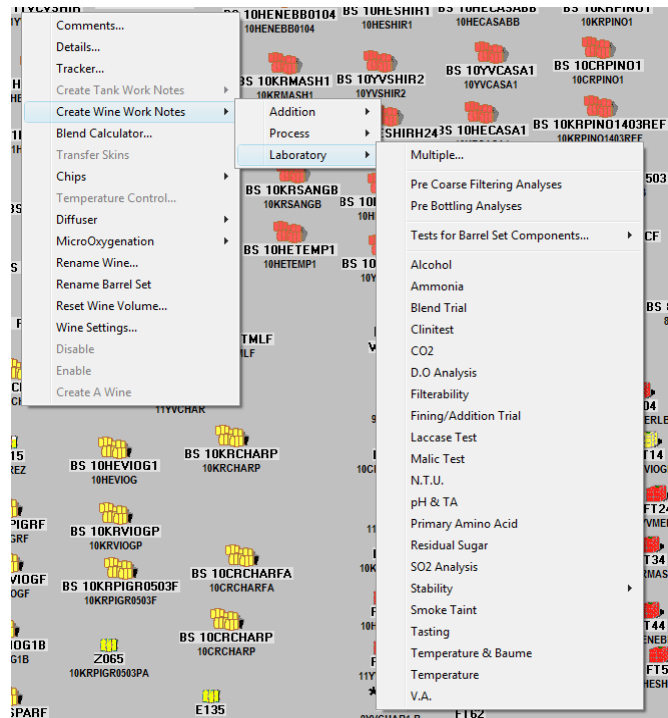 Comments...
Details...
Tracker...
Create Tank Work Notes
Create Wine Work Notes
Blend Calculator...
Transfer Skins
Chips
Temperature Control...
Diffuser
MicroOxygenation
Rename Wine...
Rename Barrel Set
Reset Wine Volume...
Wine Settings...
Disable
Enable
Create A Wine
Addition
Process
Laboratory
Multiple...
Pre Coarse Filtering Analyses
Pre Bottling Analyses
Tests for Barrel Set Components...
Alcohol
Ammonia
Blend Trial
Clinitest
CO2
D.O Analysis
Filterability
Fining/Addition Trial
Laccase Test
Malic Test
N.T.U.
pH & TA
Primary Amino Acid
Residual Sugar
SO2 Analysis
Stability
Smoke Taint
Tasting
Temperature & Baume
Temperature
V.A.
10HENEBB0104
10HENEBB0104
BS 10HESHIR1
10HESHIR1
BS 10HECASABB
10HECASABB
BS 10KRPINO1
10KRPINO1
BS 10KRMASH1
10KRMASH1
BS 10YVSHIR2
10YVSHIR2
BS 10YVCASA1
10YVCASA1
BS 10CRPINO1
10CRPINO1
SHIRH24
BS 10HECASA1
BS 10KRPINO1403REF
10KRPINO1403REF
BS 10KRSANGB
10KRSANGB
BS 10HETEMP1
10HETEMP1
TMLF
11YVCHAR
BS 10HEVIOG1
10HEVIOG
BS 10KRCHARP
10KRCHARP
BS 10KRVIOGP
10KRVIOGP
BS 10KRPIGR0503F
10KRPIGR0503F
BS 10CRCHARFA
10CRCHARFA
BS 10CRCHARP
10CRCHARP
Z065
10KRPIGR0503PA
E135
FT62